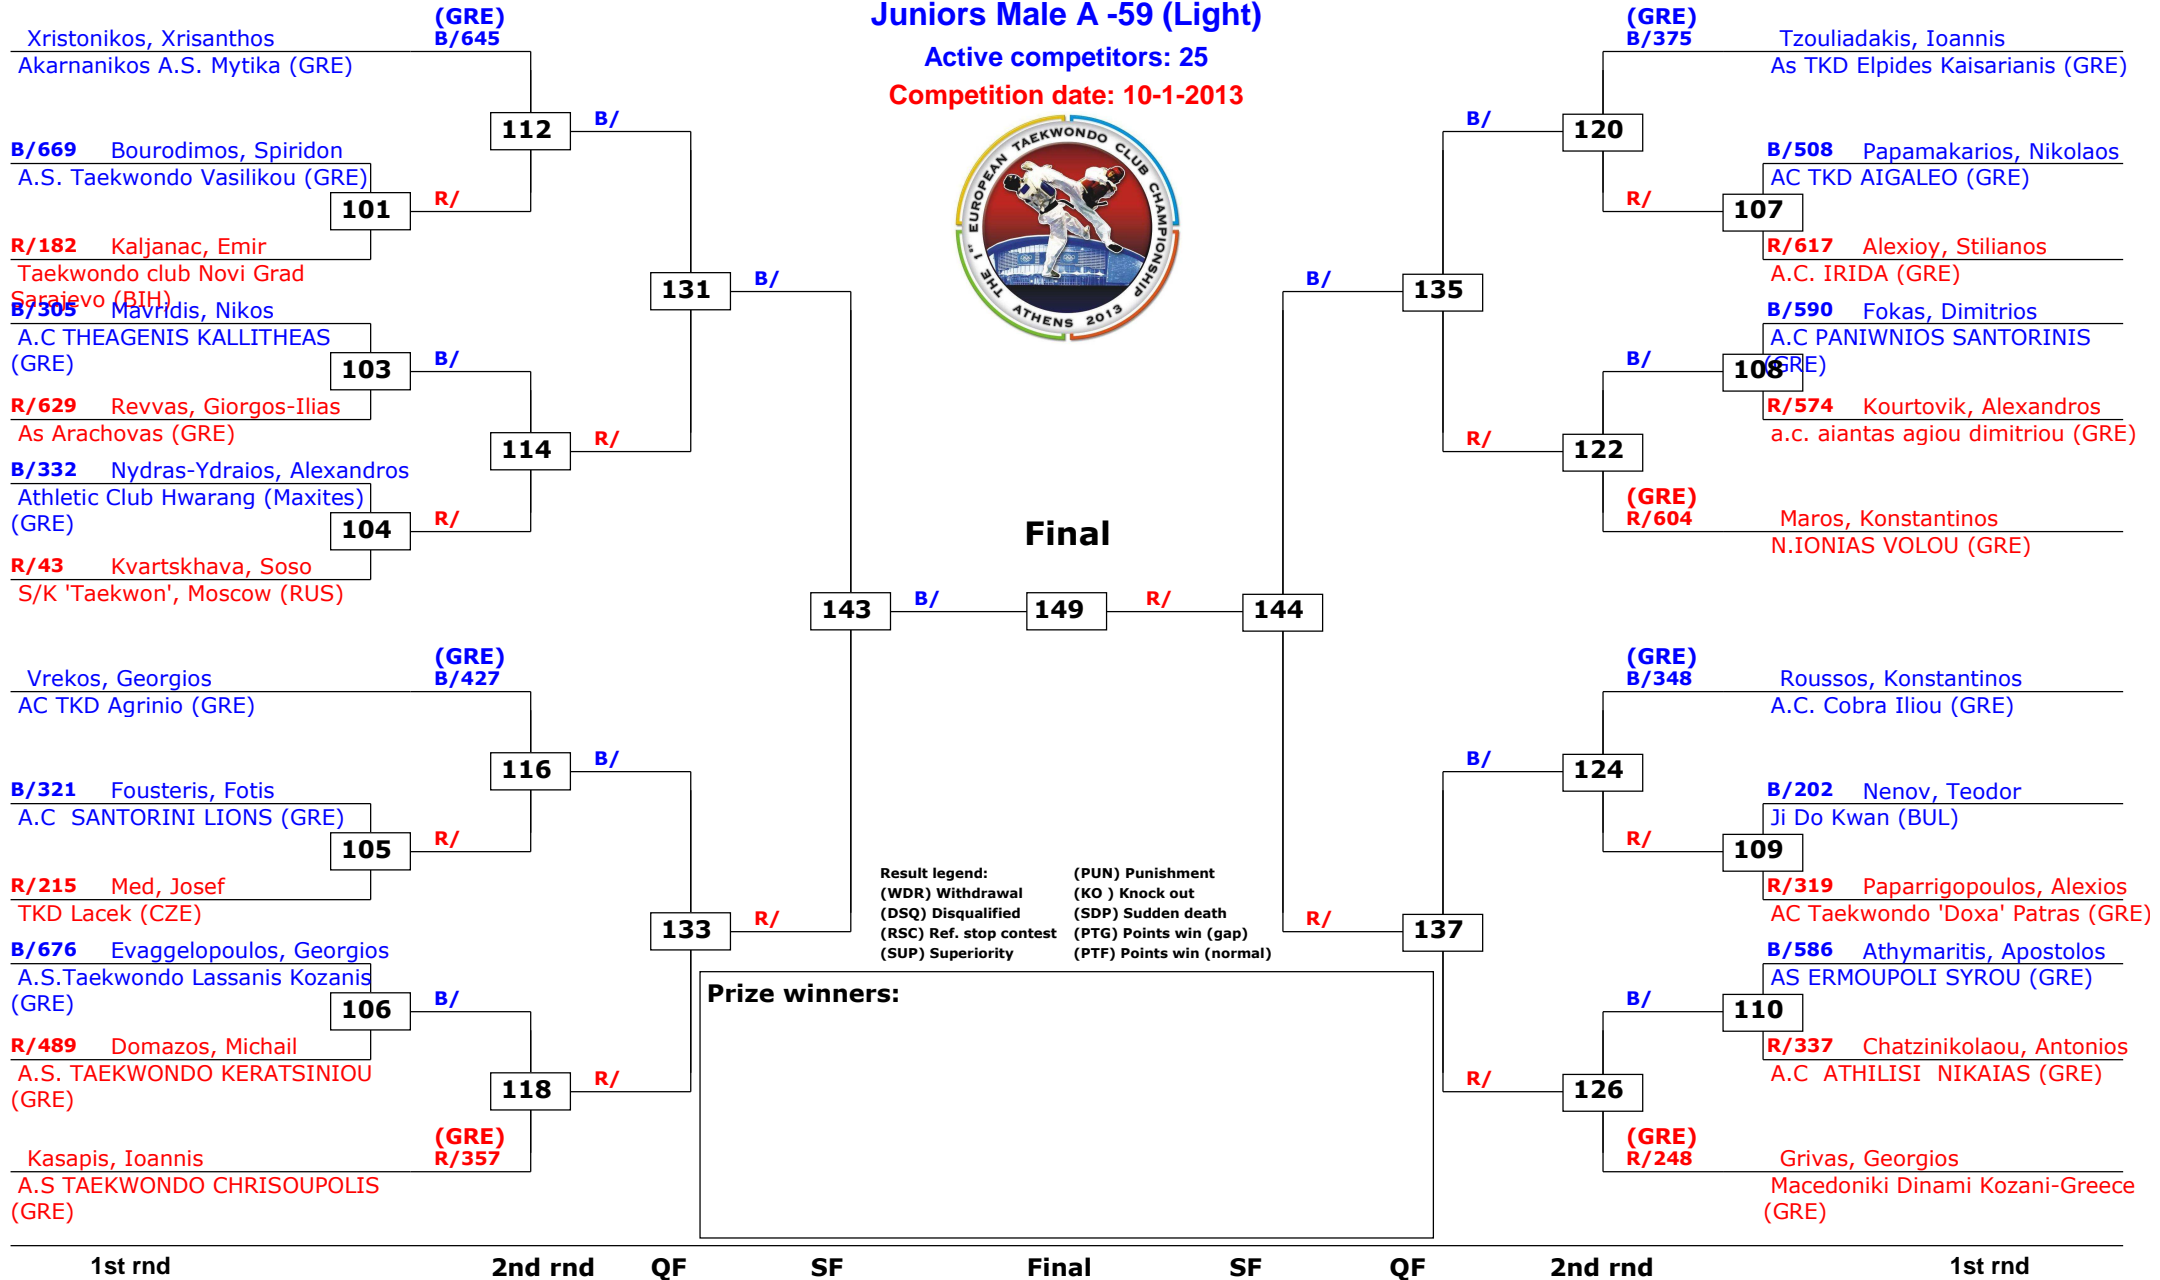 Juniors Male A -59 (Light)
Active competitors: 25
Competition date: 10-1-2013
THE 1st EUROPEAN TAEKWONDO CLUB CHAMPIONSHIP
ATHENS 2013
(GRE)
Xristonikos, Xrisanthos B/645
Akarnanikos A.S. Mytika (GRE)
112
B/
B/669 Bourodimos, Spiridon
A.S. Taekwondo Vasilikou (GRE)
101
R/
R/182 Kaljanac, Emir
Taekwondo club Novi Grad
Sarajevo (BIH)
131
B/
B/305 Mavridis, Nikos
A.C THEAGENIS KALLITHEAS
(GRE)
103
B/
R/629 Revvas, Giorgos-Ilias
As Arachovas (GRE)
114
R/
B/332 Nydras-Ydraios, Alexandros
Athletic Club Hwarang (Maxites)
(GRE)
104
R/
R/43 Kvartskhava, Soso
S/K 'Taekwon', Moscow (RUS)
143
B/
(GRE)
Vrekos, Georgios B/427
AC TKD Agrinio (GRE)
116
B/
B/321 Fousteris, Fotis
A.C SANTORINI LIONS (GRE)
105
R/
R/215 Med, Josef
TKD Lacek (CZE)
133
R/
B/676 Evaggelopoulos, Georgios
A.S.Taekwondo Lassanis Kozanis
(GRE)
106
B/
R/489 Domazos, Michail
A.S. TAEKWONDO KERATSINIOU
(GRE)
118
R/
(GRE)
Kasapis, Ioannis R/357
A.S TAEKWONDO CHRISOUPOLIS
(GRE)
Final
149
R/
144
(GRE)
B/375 Tzouliadakis, Ioannis
As TKD Elpides Kaisarianis (GRE)
B/
120
B/508 Papamakarios, Nikolaos
AC TKD AIGALEO (GRE)
R/
107
R/617 Alexioy, Stilianos
A.C. IRIDA (GRE)
B/
135
B/590 Fokas, Dimitrios
A.C PANIWNIOS SANTORINIS
(GRE)
B/
108
R/574 Kourtovik, Alexandros
a.c. aiantas agiou dimitriou (GRE)
R/
122
(GRE)
R/604 Maros, Konstantinos
N.IONIAS VOLOU (GRE)
(GRE)
B/348 Roussos, Konstantinos
A.C. Cobra Iliou (GRE)
B/
124
B/202 Nenov, Teodor
Ji Do Kwan (BUL)
R/
109
R/319 Paparrigopoulos, Alexios
AC Taekwondo 'Doxa' Patras (GRE)
R/
137
B/586 Athymaritis, Apostolos
AS ERMOUPOLI SYROU (GRE)
B/
110
R/337 Chatzinikolaou, Antonios
A.C ATHILISI NIKAIAS (GRE)
R/
126
(GRE)
R/248 Grivas, Georgios
Macedoniki Dinami Kozani-Greece
(GRE)
Result legend: (PUN) Punishment
(WDR) Withdrawal (KO ) Knock out
(DSQ) Disqualified (SDP) Sudden death
(RSC) Ref. stop contest (PTG) Points win (gap)
(SUP) Superiority (PTF) Points win (normal)
Prize winners:
1st rnd 2nd rnd QF SF Final SF QF 2nd rnd 1st rnd